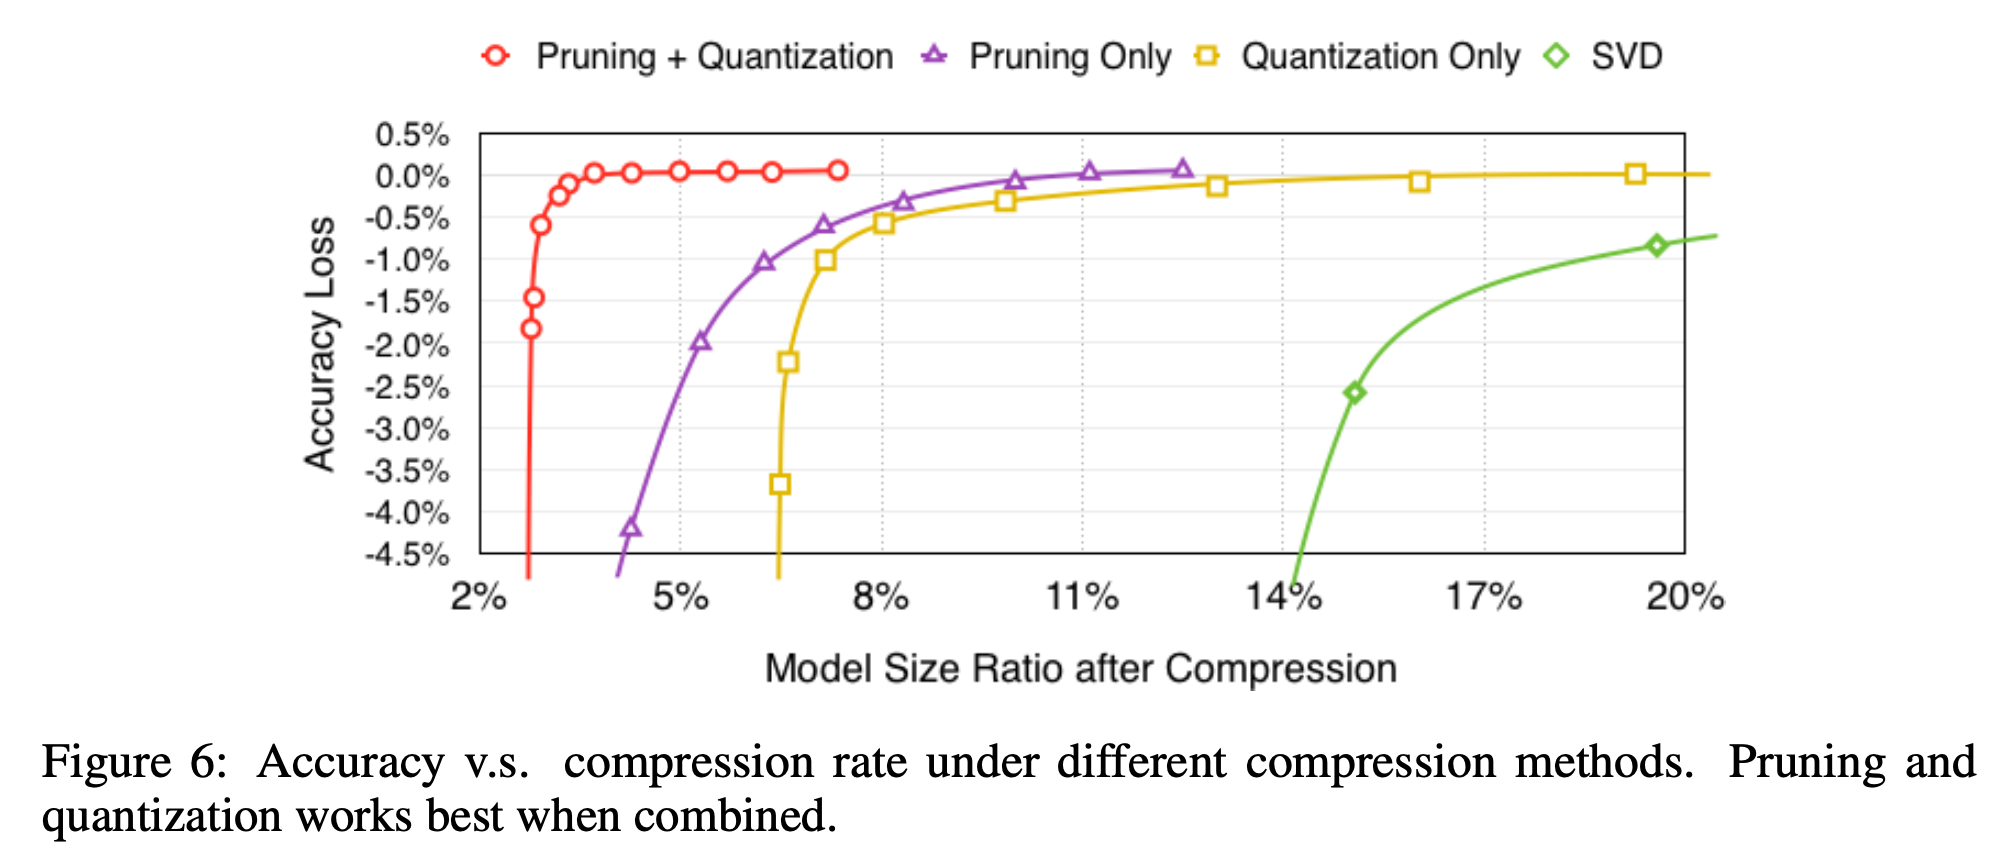 Pruning + Quantization Pruning Only Quantization Only SVD
0.5%
0.0%
-0.5%
-1.0%
-1.5%
-2.0%
-2.5%
-3.0%
-3.5%
-4.0%
-4.5%
Accuracy Loss
2% 5% 8% 11% 14% 17% 20%
Model Size Ratio after Compression
Figure 6: Accuracy v.s. compression rate under different compression methods. Pruning and
quantization works best when combined.